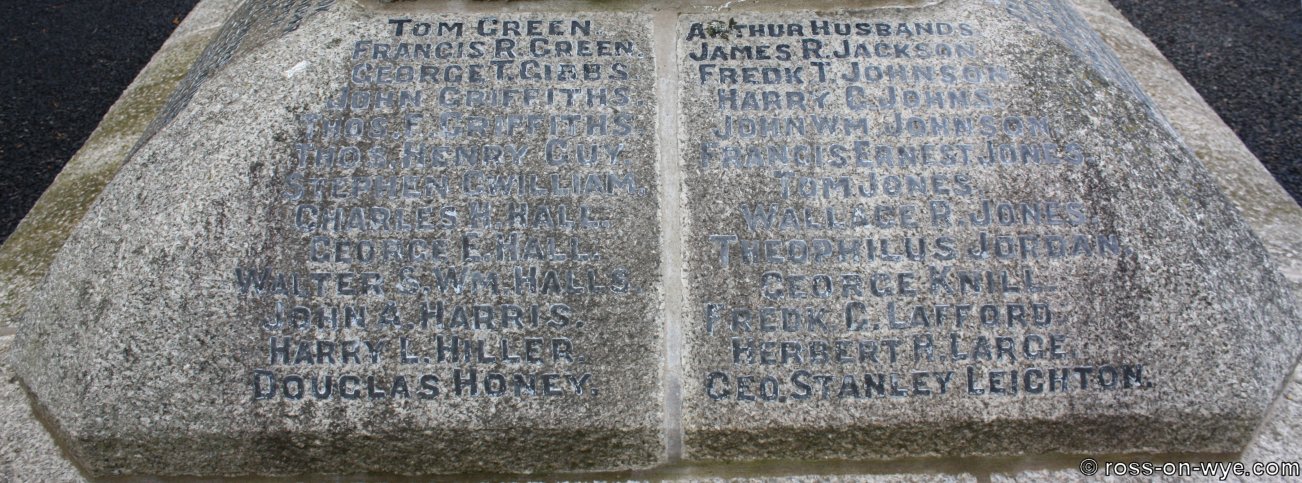 TOM GREEN.
FRANCIS R. GREEN.
GEORGE T. GIBBS
JOHN GRIFFITHS.
THOS. F. GRIFFITHS
THOS. HENRY GUY
STEPHEN GWILLIAM.
CHARLES H. HALL.
GEORGE E. HALL.
WALTER S. WM HALLS.
JOHN A. HARRIS.
HARRY L. HILLER.
DOUGLAS HONEY.
ARTHUR HUSBANDS
JAMES R. JACKSON.
FREDK T. JOHNSON
HARRY C. JOHNS.
JOHN WM JOHNSON
FRANCIS ERNEST JONES
TOM JONES.
WALLACE R. JONES
THEOPHILUS JORDAN
GEORGE KNILL.
FREDK. C. LAFFORD.
HERBERT H. LARGE.
GEO. STANLEY LEIGHTON.
© ross-on-wye.com